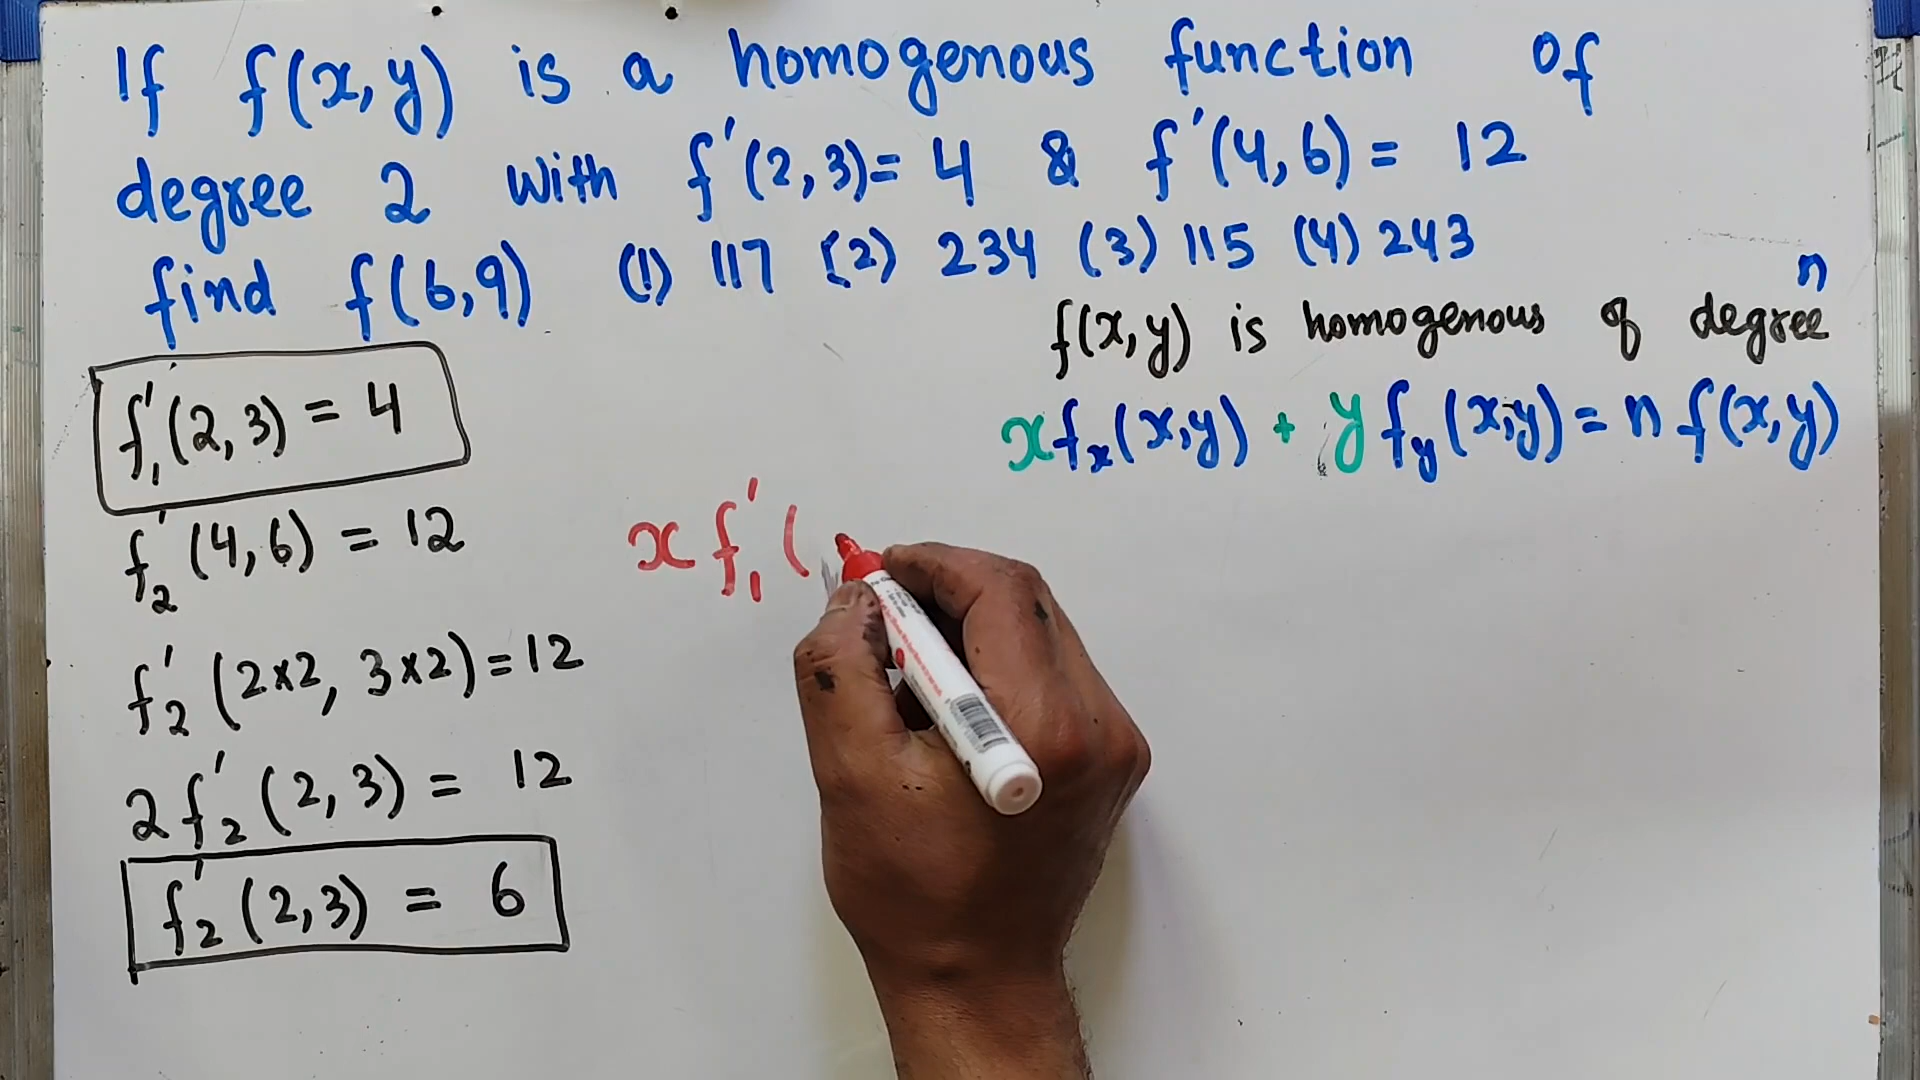 If f(x,y) is a homogenous function of
degree 2 with f'(2,3)= 4 & f'(4,6)= 12
find f(6,9) (1) 117 (2) 234 (3) 115 (4) 243
f(x,y) is homogenous of degree n
xfx(x,y) + yfy(x,y)= n f(x,y)
f'1(2,3) = 4
f'2(4,6) = 12
f'2(2×2, 3×2)=12
2f'2(2,3) = 12
f'2(2,3) = 6
xf'1(